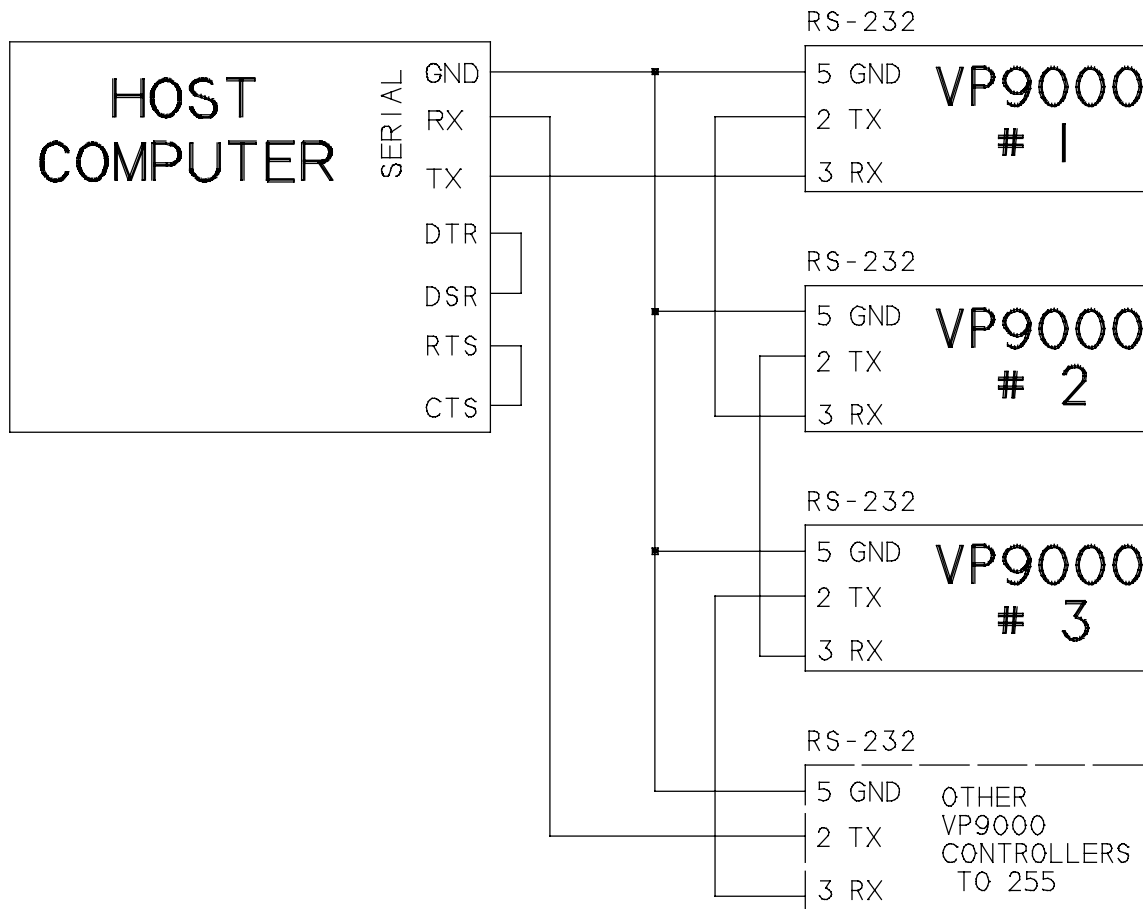 HOST
COMPUTER
SERIAL
GND
RX
TX
DTR
DSR
RTS
CTS
RS-232
5 GND
2 TX
3 RX
VP9000
# 1
RS-232
5 GND
2 TX
3 RX
VP9000
# 2
RS-232
5 GND
2 TX
3 RX
VP9000
# 3
RS-232
5 GND
2 TX
3 RX
OTHER
VP9000
CONTROLLERS
TO 255